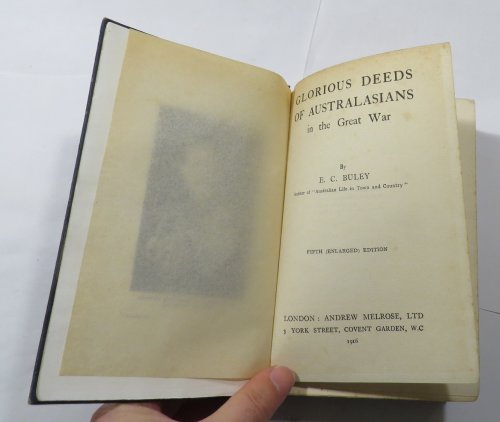 GLORIOUS DEEDS
OF AUSTRALASIANS
in the Great War
By
E. C. BULEY
Author of "Australian Life in Town and Country"
FIFTH (ENLARGED) EDITION
LONDON: ANDREW MELROSE, LTD
3 YORK STREET, COVENT GARDEN, W.C
1916